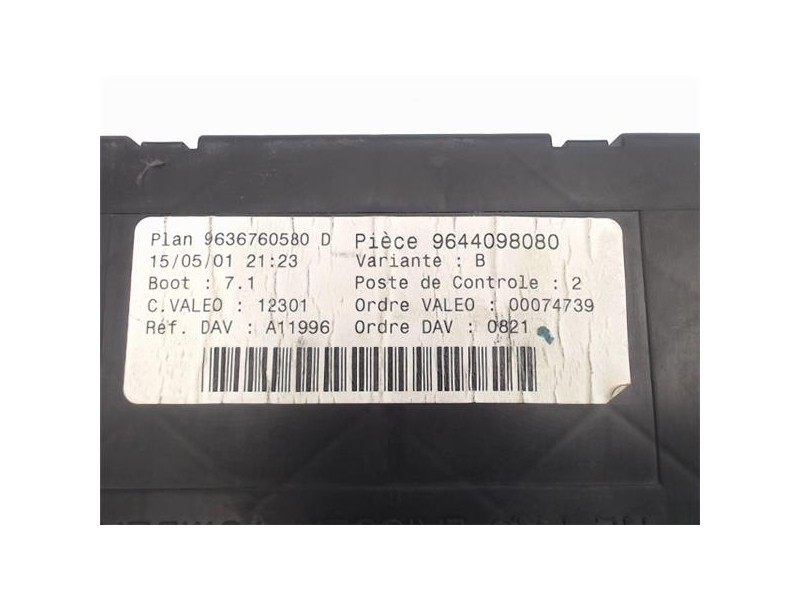 Plan 9636760580 D Pièce 9644098080
15/05/01 21:23 Variante : B
Boot : 7.1 Poste de Controle : 2
C.VALEO : 12301 Ordre VALEO : 00074739
Réf. DAV : A11996 Ordre DAV : 0821